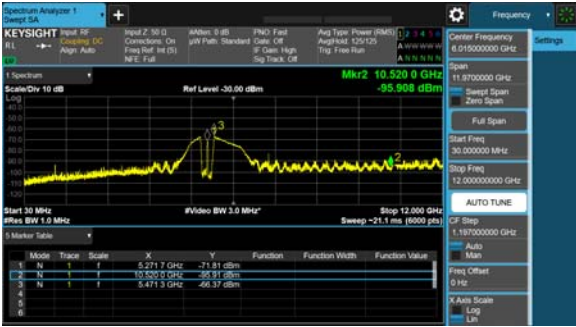 Spectrum Analyzer 1
Swept SA
+
Frequency
KEYSIGHT
Input: RF
Input Z: 50 Ω
#Atten: 0 dB
PNO: Fast
Avg Type: Power (RMS)
1 2 3 4 5 6
RL
Coupling: DC
Corrections: On
µW Path: Standard
Gate: Off
Avg|Hold: 125/125
A W W W W W
Align: Auto
Freq Ref: Int (S)
IF Gain: High
Trig: Free Run
NFE: Full
Sig Track: Off
A N N N N N
1 Spectrum
Mkr2 10.520 0 GHz
Scale/Div 10 dB
Ref Level -30.00 dBm
-95.908 dBm
Log
-40.0
-50.0
-60.0
-70.0
-80.0
-90.0
-100
-110
-120
3
2
Start 30 MHz
#Video BW 3.0 MHz*
Stop 12.000 GHz
#Res BW 1.0 MHz
Sweep ~21.1 ms (6000 pts)
5 Marker Table
Mode Trace Scale X Y Function Function Width Function Value
1 N 1 f 5.271 7 GHz -71.81 dBm
2 N 1 f 10.520 0 GHz -95.91 dBm
3 N 1 f 5.471 3 GHz -66.37 dBm
4
5
6
Center Frequency
6.015000000 GHz
Settings
Span
11.9700000 GHz
Swept Span
Zero Span
Full Span
Start Freq
30.000000 MHz
Stop Freq
12.000000000 GHz
AUTO TUNE
CF Step
1.197000000 GHz
Auto
Man
Freq Offset
0 Hz
X Axis Scale
Log
Lin